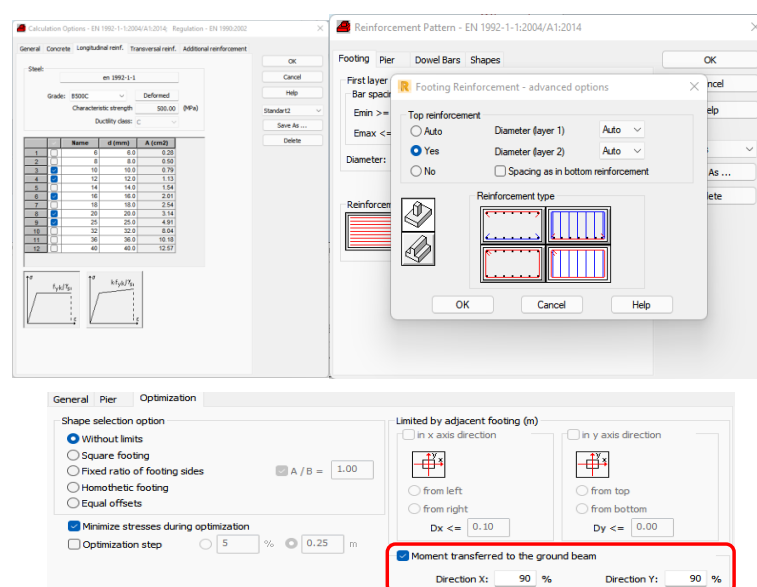 Calculation Options - EN 1992-1-1:2004/A1:2014; Regulation - EN 1990:2002
General Concrete Longitudinal reinf. Transversal reinf. Additional reinforcement
Steel:
en 1992-1-1
Grade: B500C Deformed
Characteristic strength 500.00 (MPa)
Ductility class: C
Name d (mm) A (cm2)
1 6 6.0 0.28
2 8 8.0 0.50
3 10 10.0 0.79
4 12 12.0 1.13
5 14 14.0 1.54
6 16 16.0 2.01
7 18 18.0 2.54
8 20 20.0 3.14
9 25 25.0 4.91
10 32 32.0 8.04
11 36 36.0 10.18
12 40 40.0 12.57
OK
Cancel
Help
Standart2
Save As ...
Delete
Reinforcement Pattern - EN 1992-1-1:2004/A1:2014
Footing Pier Dowel Bars Shapes
First layer
Bar spacin
Emin >=
Emax <=
Diameter:
Reinforcem
OK
ncel
elp
s
As ...
lete
Footing Reinforcement - advanced options
Top reinforcement
Auto Diameter (layer 1) Auto
Yes Diameter (layer 2) Auto
No Spacing as in bottom reinforcement
Reinforcement type
OK Cancel Help
General Pier Optimization
Shape selection option
Without limits
Square footing
Fixed ratio of footing sides A / B = 1.00
Homothetic footing
Equal offsets
Minimize stresses during optimization
Optimization step 5 % 0.25 m
Limited by adjacent footing (m)
in x axis direction in y axis direction
y x y x
from left from top
from right from bottom
Dx <= 0.10 Dy <= 0.00
Moment transferred to the ground beam
Direction X: 90 % Direction Y: 90 %